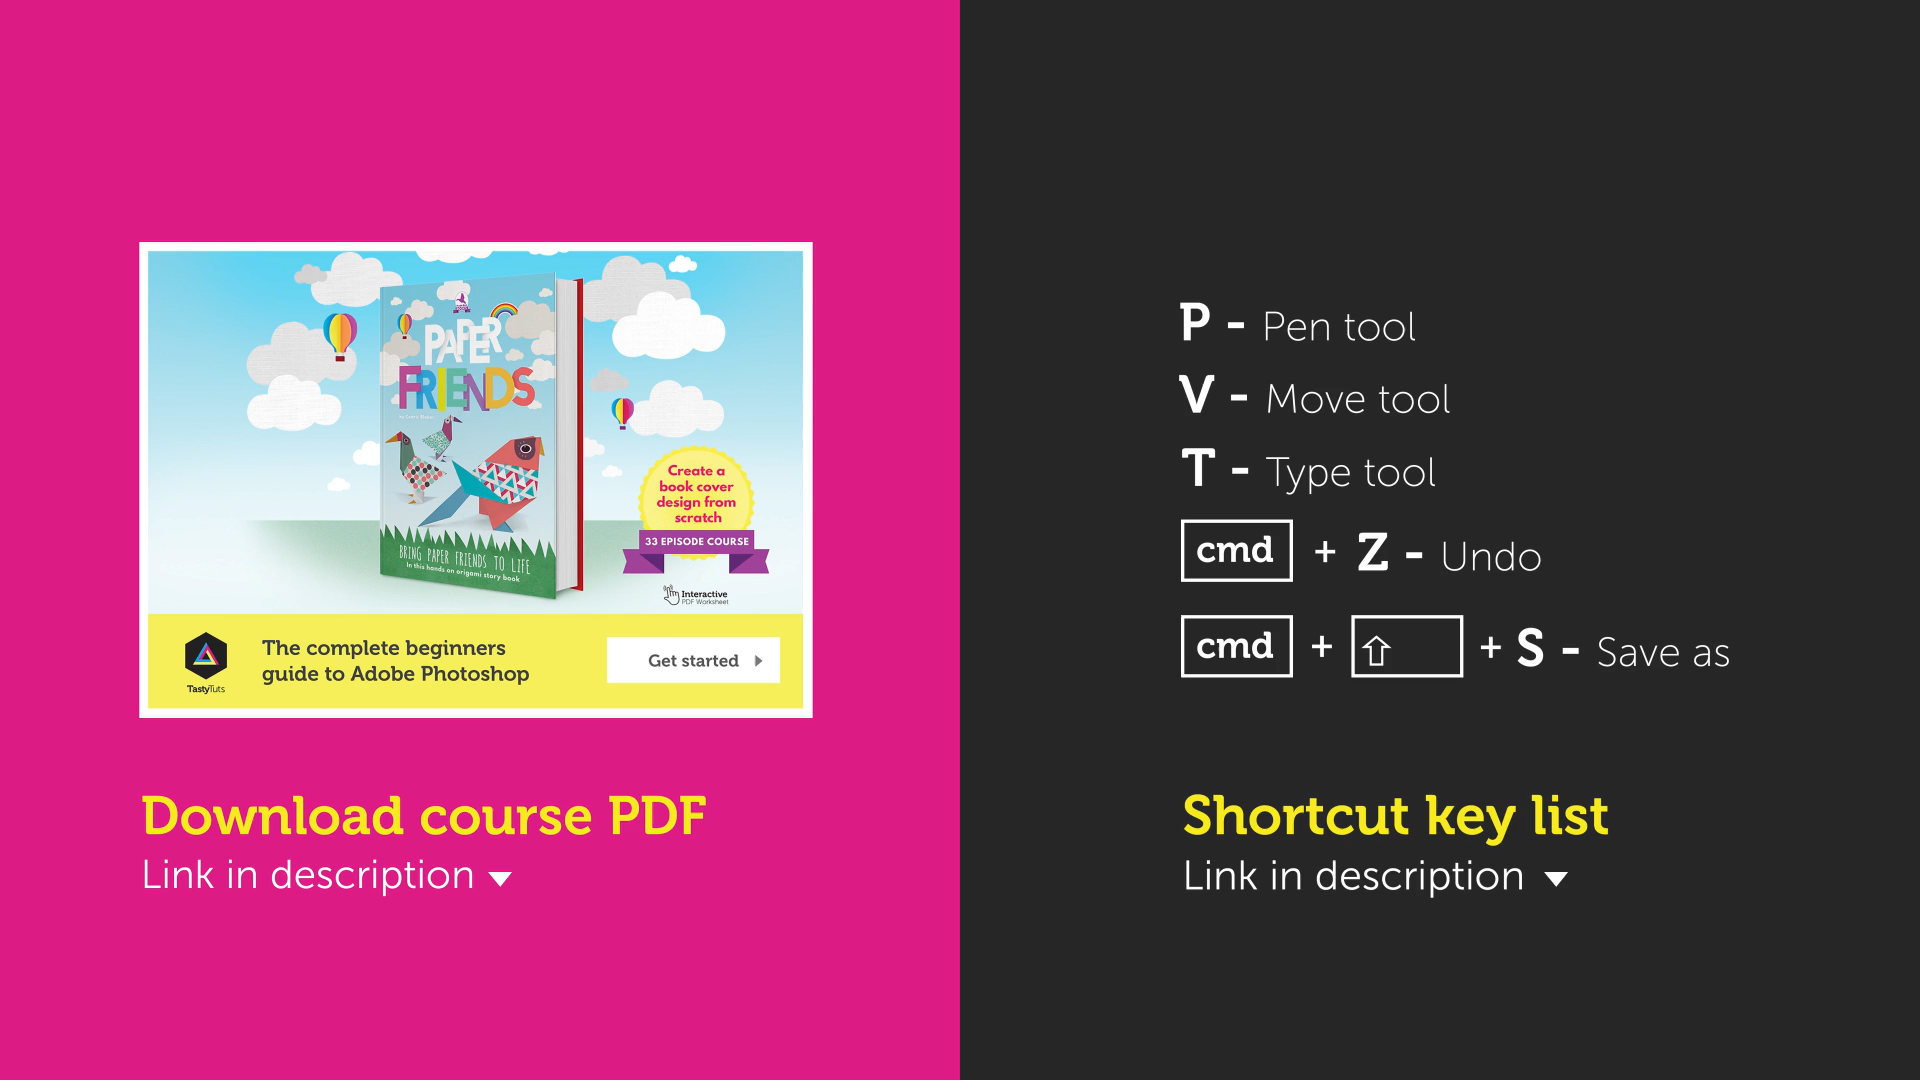 PAPER
FRIENDS
BRING PAPER FRIENDS TO LIFE
In this hands on origami story book
Create a
book cover
design from
scratch
33 EPISODE COURSE
Interactive
PDF Worksheet
TastyTuts
The complete beginners
guide to Adobe Photoshop
Get started
Download course PDF
Link in description
P - Pen tool
V - Move tool
T - Type tool
cmd + Z - Undo
cmd + ⇧ + S - Save as
Shortcut key list
Link in description